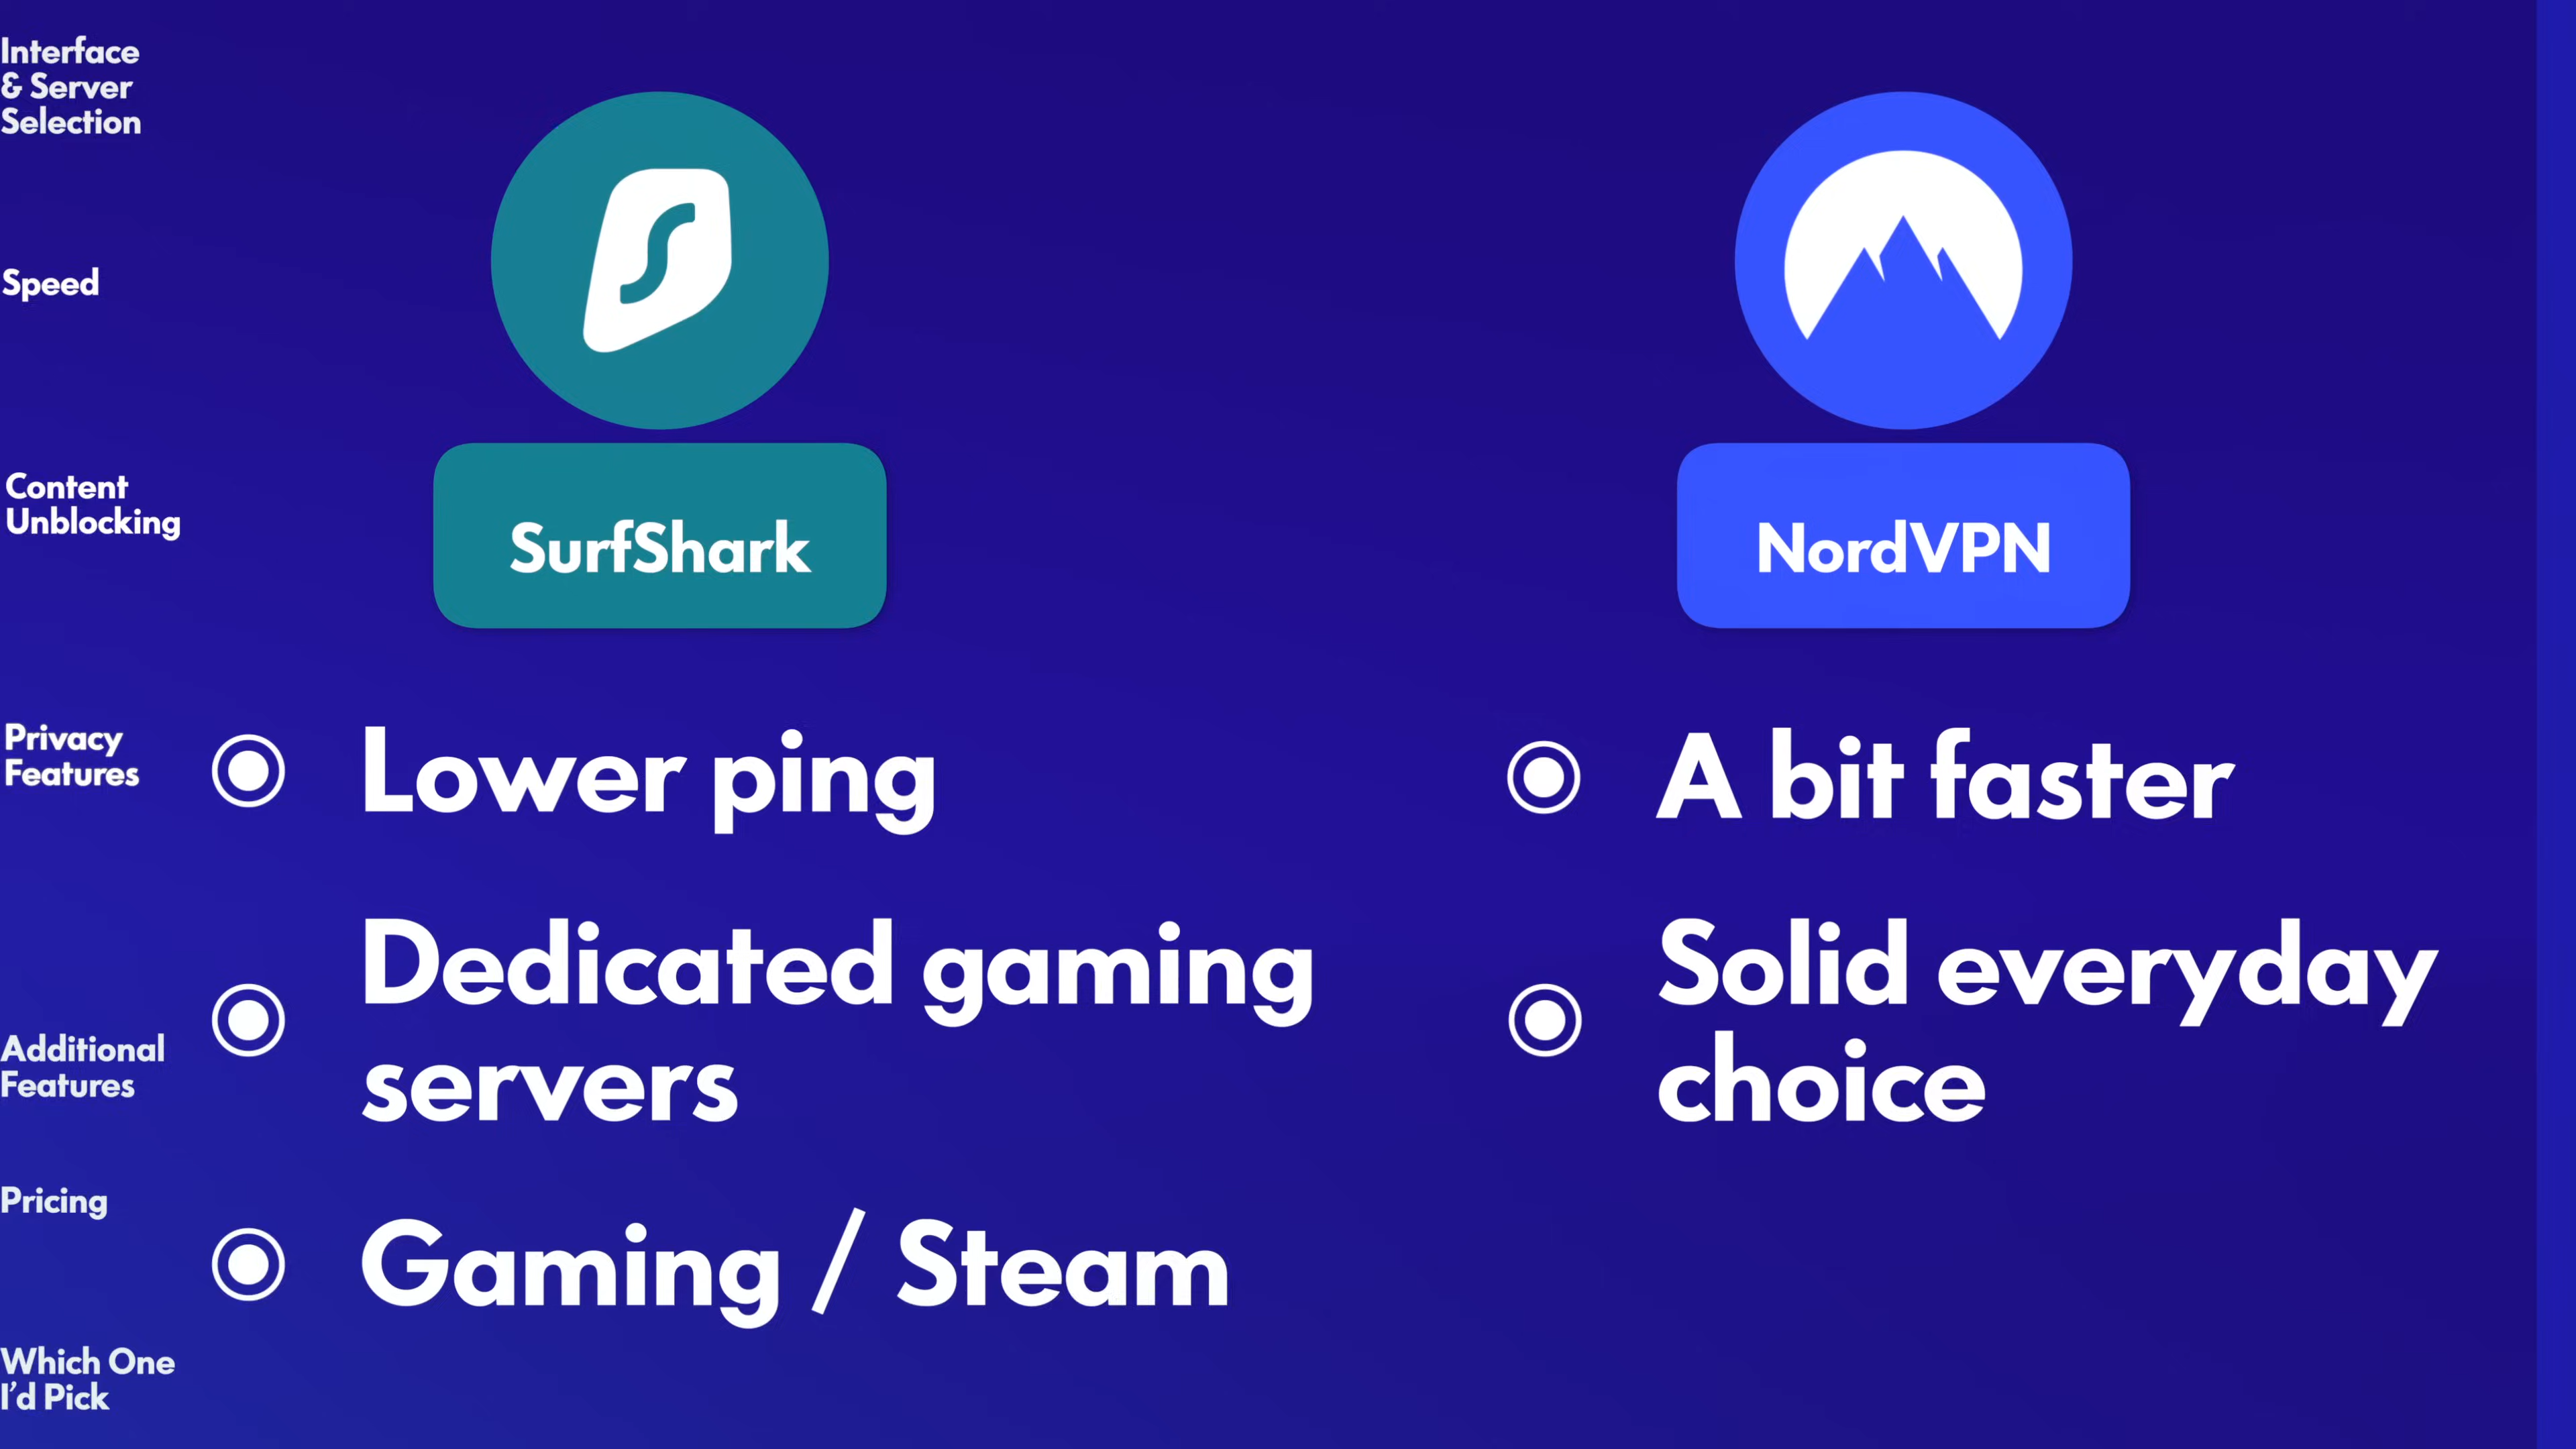 Interface
& Server
Selection
Speed
Content
Unblocking
Privacy
Features
Additional
Features
Pricing
Which One
I'd Pick
SurfShark
Lower ping
Dedicated gaming
servers
Gaming / Steam
NordVPN
A bit faster
Solid everyday
choice